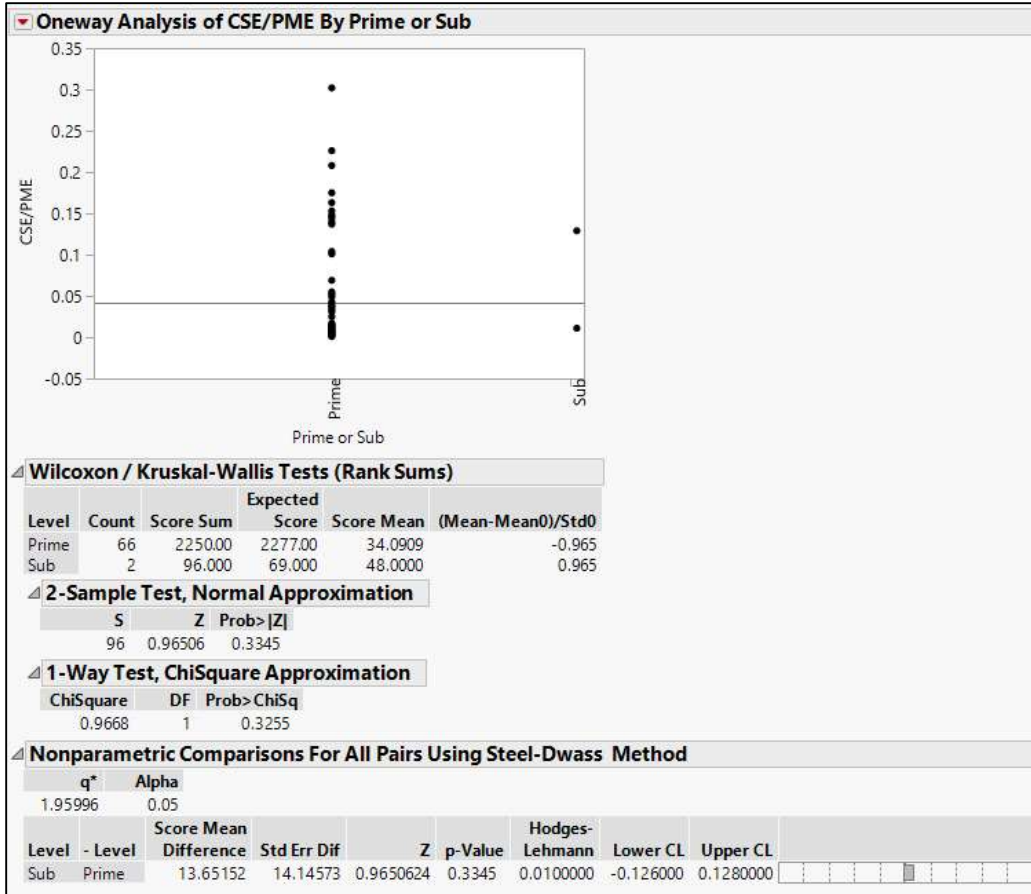 Oneway Analysis of CSE/PME By Prime or Sub
0.35
0.3
0.25
0.2
0.15
0.1
0.05
0
-0.05
CSE/PME
Prime
Sub
Prime or Sub
Wilcoxon / Kruskal-Wallis Tests (Rank Sums)
Expected
Level Count Score Sum Score Score Mean (Mean-Mean0)/Std0
Prime 66 2250.00 2277.00 34.0909 -0.965
Sub 2 96.000 69.000 48.0000 0.965
2-Sample Test, Normal Approximation
S Z Prob>|Z|
96 0.96506 0.3345
1-Way Test, ChiSquare Approximation
ChiSquare DF Prob>ChiSq
0.9668 1 0.3255
Nonparametric Comparisons For All Pairs Using Steel-Dwass Method
q* Alpha
1.95996 0.05
Score Mean Hodges-
Level - Level Difference Std Err Dif Z p-Value Lehmann Lower CL Upper CL
Sub Prime 13.65152 14.14573 0.9650624 0.3345 0.0100000 -0.126000 0.1280000